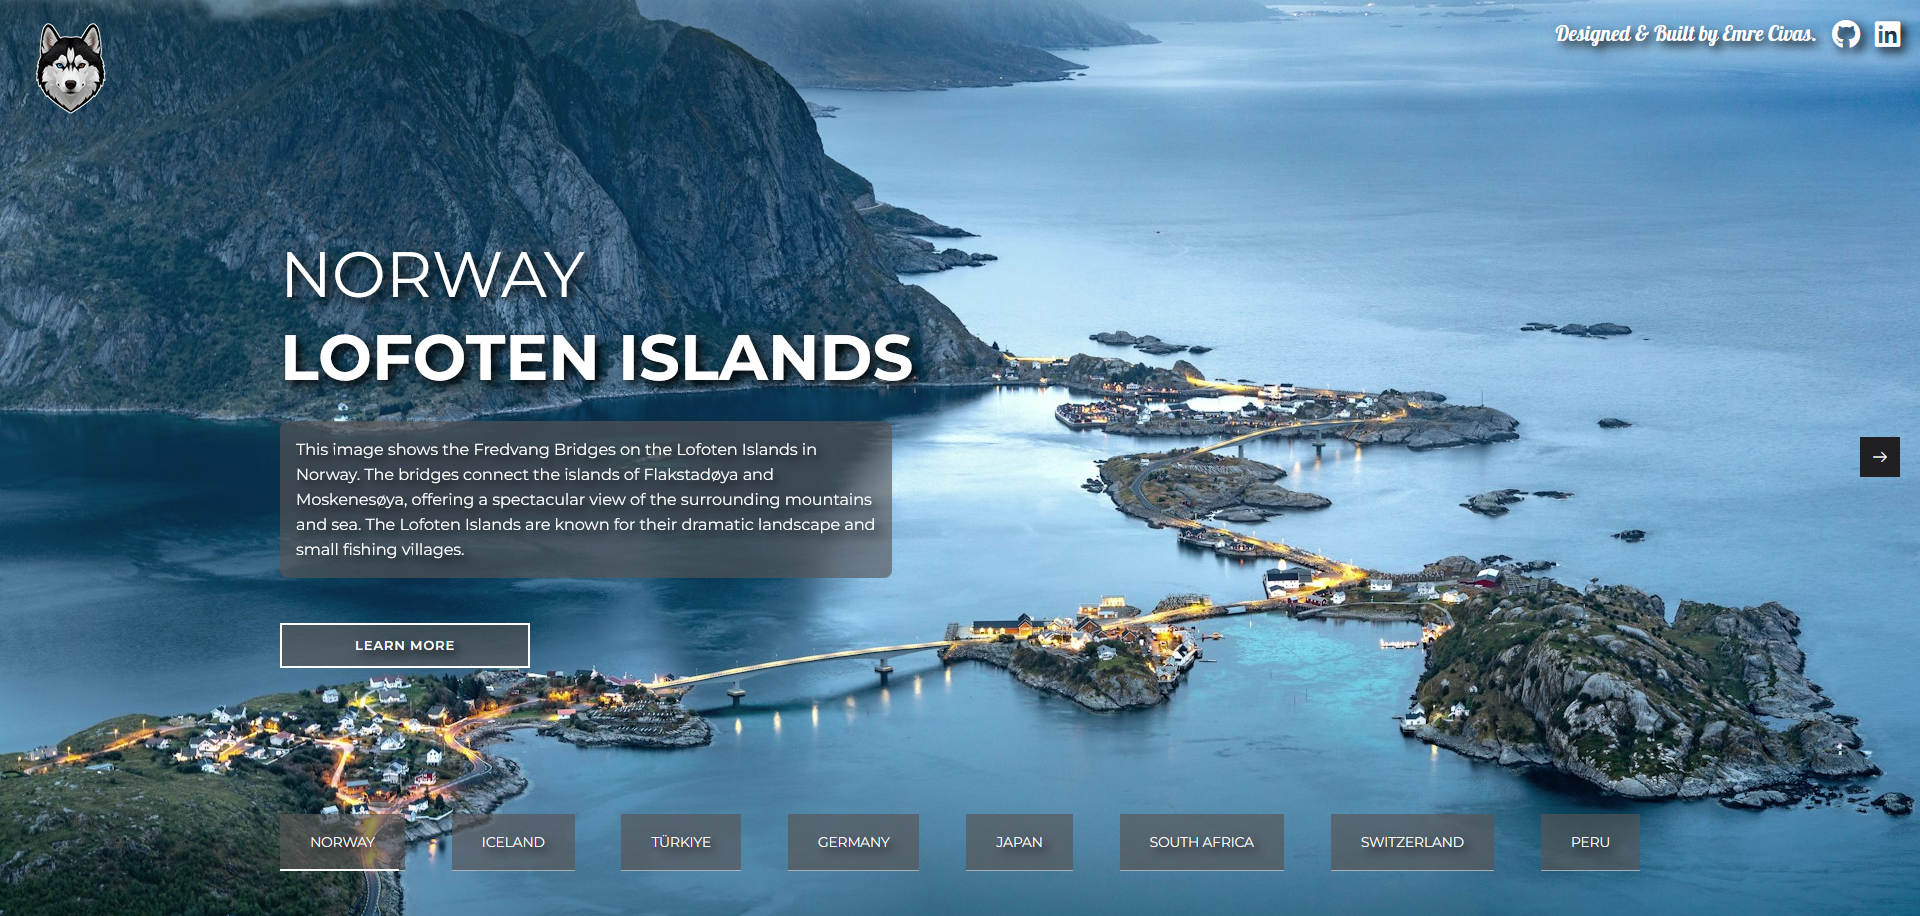 Designed & Built by Emre Civas.
NORWAY
LOFOTEN ISLANDS
This image shows the Fredvang Bridges on the Lofoten Islands in
Norway. The bridges connect the islands of Flakstadøya and
Moskenesøya, offering a spectacular view of the surrounding mountains
and sea. The Lofoten Islands are known for their dramatic landscape and
small fishing villages.
LEARN MORE
NORWAY
ICELAND
TÜRKIYE
GERMANY
JAPAN
SOUTH AFRICA
SWITZERLAND
PERU